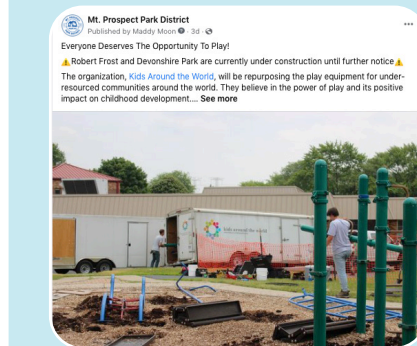 Mt. Prospect Park District
Published by Maddy Moon · 3d ·
Everyone Deserves The Opportunity To Play!
⚠️Robert Frost and Devonshire Park are currently under construction until further notice⚠️
The organization, Kids Around the World, will be repurposing the play equipment for under-
resourced communities around the world. They believe in the power of play and its positive
impact on childhood development.... See more
kids around the world